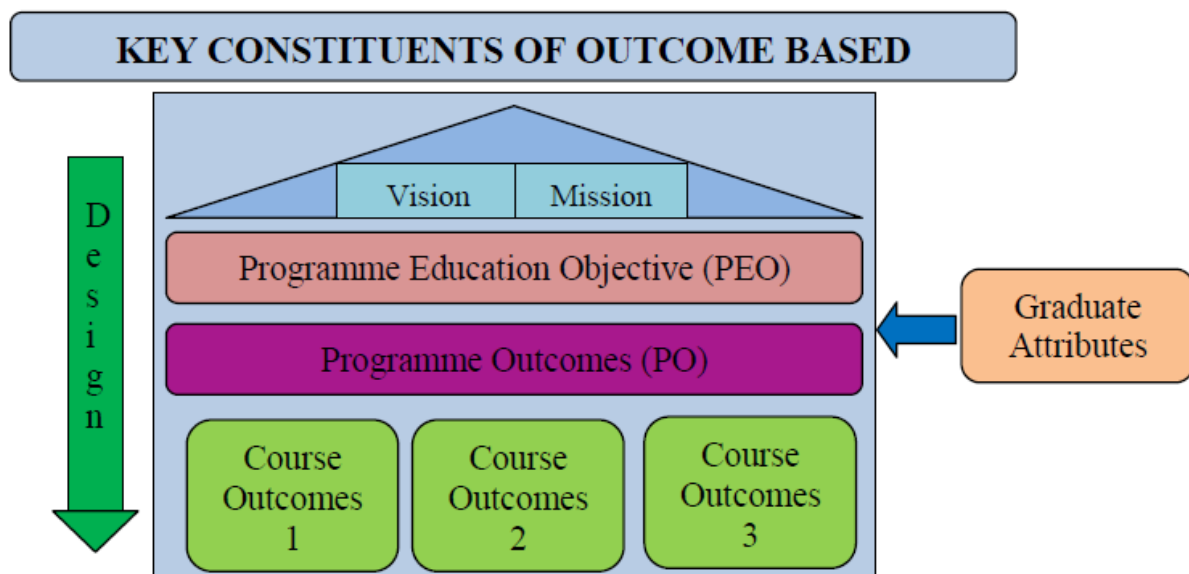 KEY CONSTITUENTS OF OUTCOME BASED
Design
Vision
Mission
Programme Education Objective (PEO)
Programme Outcomes (PO)
Graduate
Attributes
Course
Outcomes
1
Course
Outcomes
2
Course
Outcomes
3